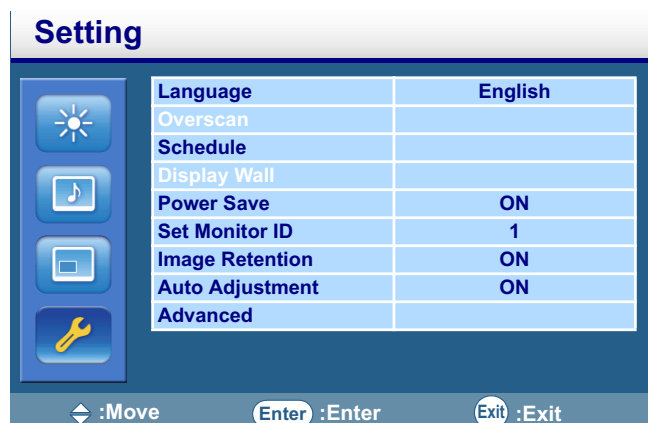 Setting
Language English
Overscan
Schedule
Display Wall
Power Save ON
Set Monitor ID 1
Image Retention ON
Auto Adjustment ON
Advanced
:Move Enter :Enter Exit :Exit